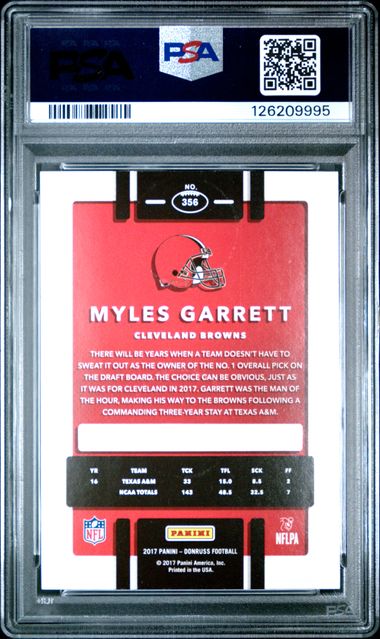 PSA
PSA
126209995
NO.
356
MYLES GARRETT
CLEVELAND BROWNS
THERE WILL BE YEARS WHEN A TEAM DOESN'T HAVE TO
SWEAT IT OUT AS THE OWNER OF THE NO. 1 OVERALL PICK ON
THE DRAFT BOARD. THE CHOICE CAN BE OBVIOUS, JUST AS
IT WAS FOR CLEVELAND IN 2017. GARRETT WAS THE MAN OF
THE HOUR, MAKING HIS WAY TO THE BROWNS FOLLOWING A
COMMANDING THREE-YEAR STAY AT TEXAS A&M.
YR TEAM TCK TFL SCK FF
16 TEXAS A&M 33 15.0 8.5 2
NCAA TOTALS 143 48.5 32.5 7
NFL PANINI NFLPA
2017 PANINI – DONRUSS FOOTBALL
© 2017 Panini America, Inc.
Printed in the USA.
PSA